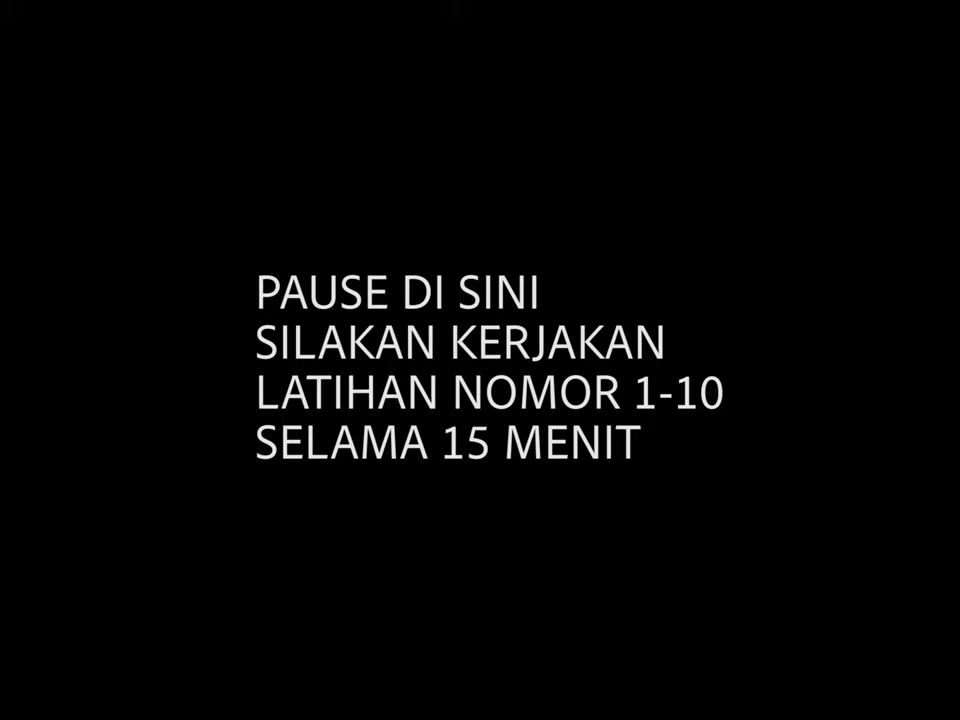 PAUSE DI SINI
SILAKAN KERJAKAN
LATIHAN NOMOR 1-10
SELAMA 15 MENIT